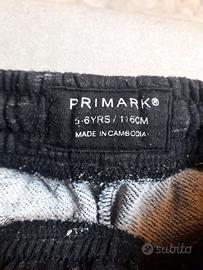 PRIMARK®
5-6YRS / 116CM
MADE IN CAMBODIA
subito